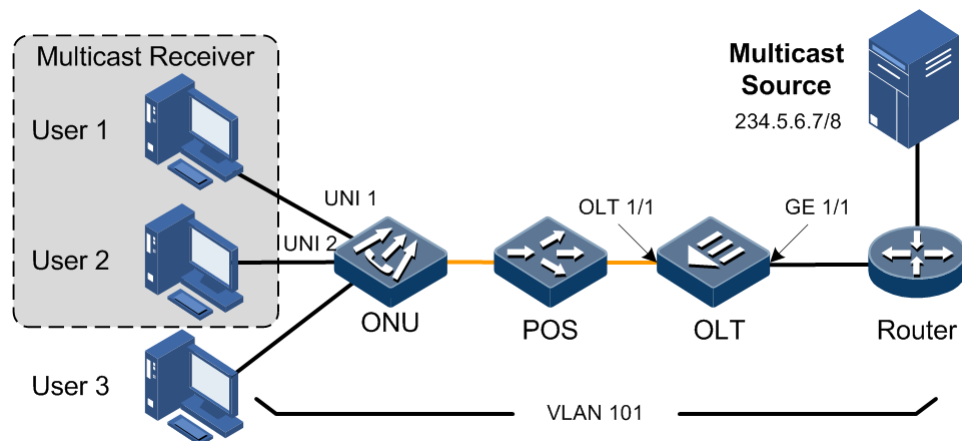 Multicast Receiver
User 1
UNI 1
User 2
UNI 2
User 3
ONU
POS
OLT 1/1
OLT
GE 1/1
Multicast
Source
234.5.6.7/8
Router
VLAN 101